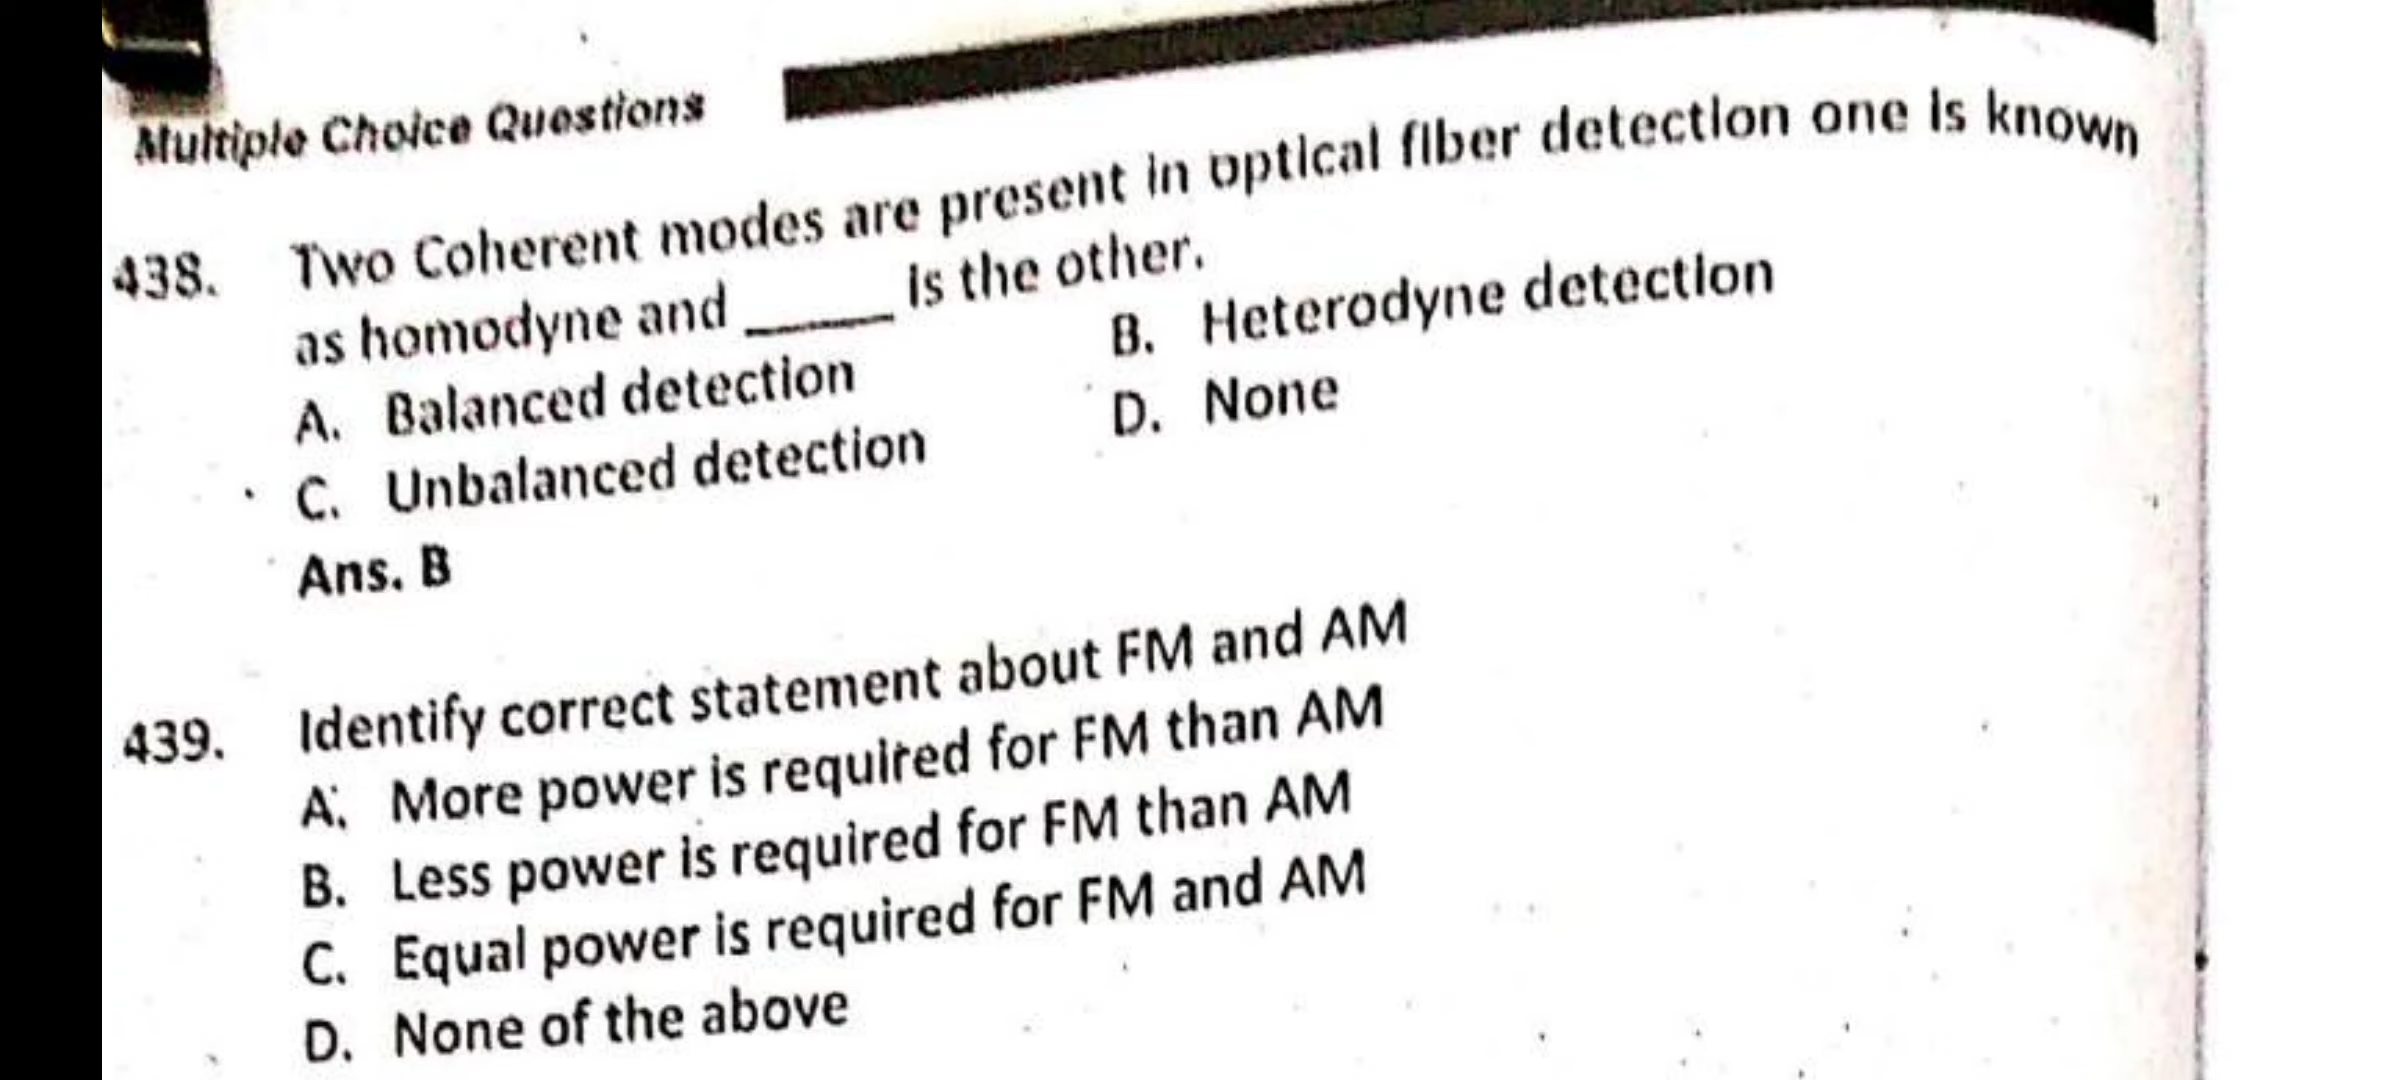 Multiple Choice Questions
438. Two Coherent modes are present in optical fiber detection one is known
as homodyne and _____ is the other.
A. Balanced detection B. Heterodyne detection
C. Unbalanced detection D. None
Ans. B
439. Identify correct statement about FM and AM
A. More power is required for FM than AM
B. Less power is required for FM than AM
C. Equal power is required for FM and AM
D. None of the above